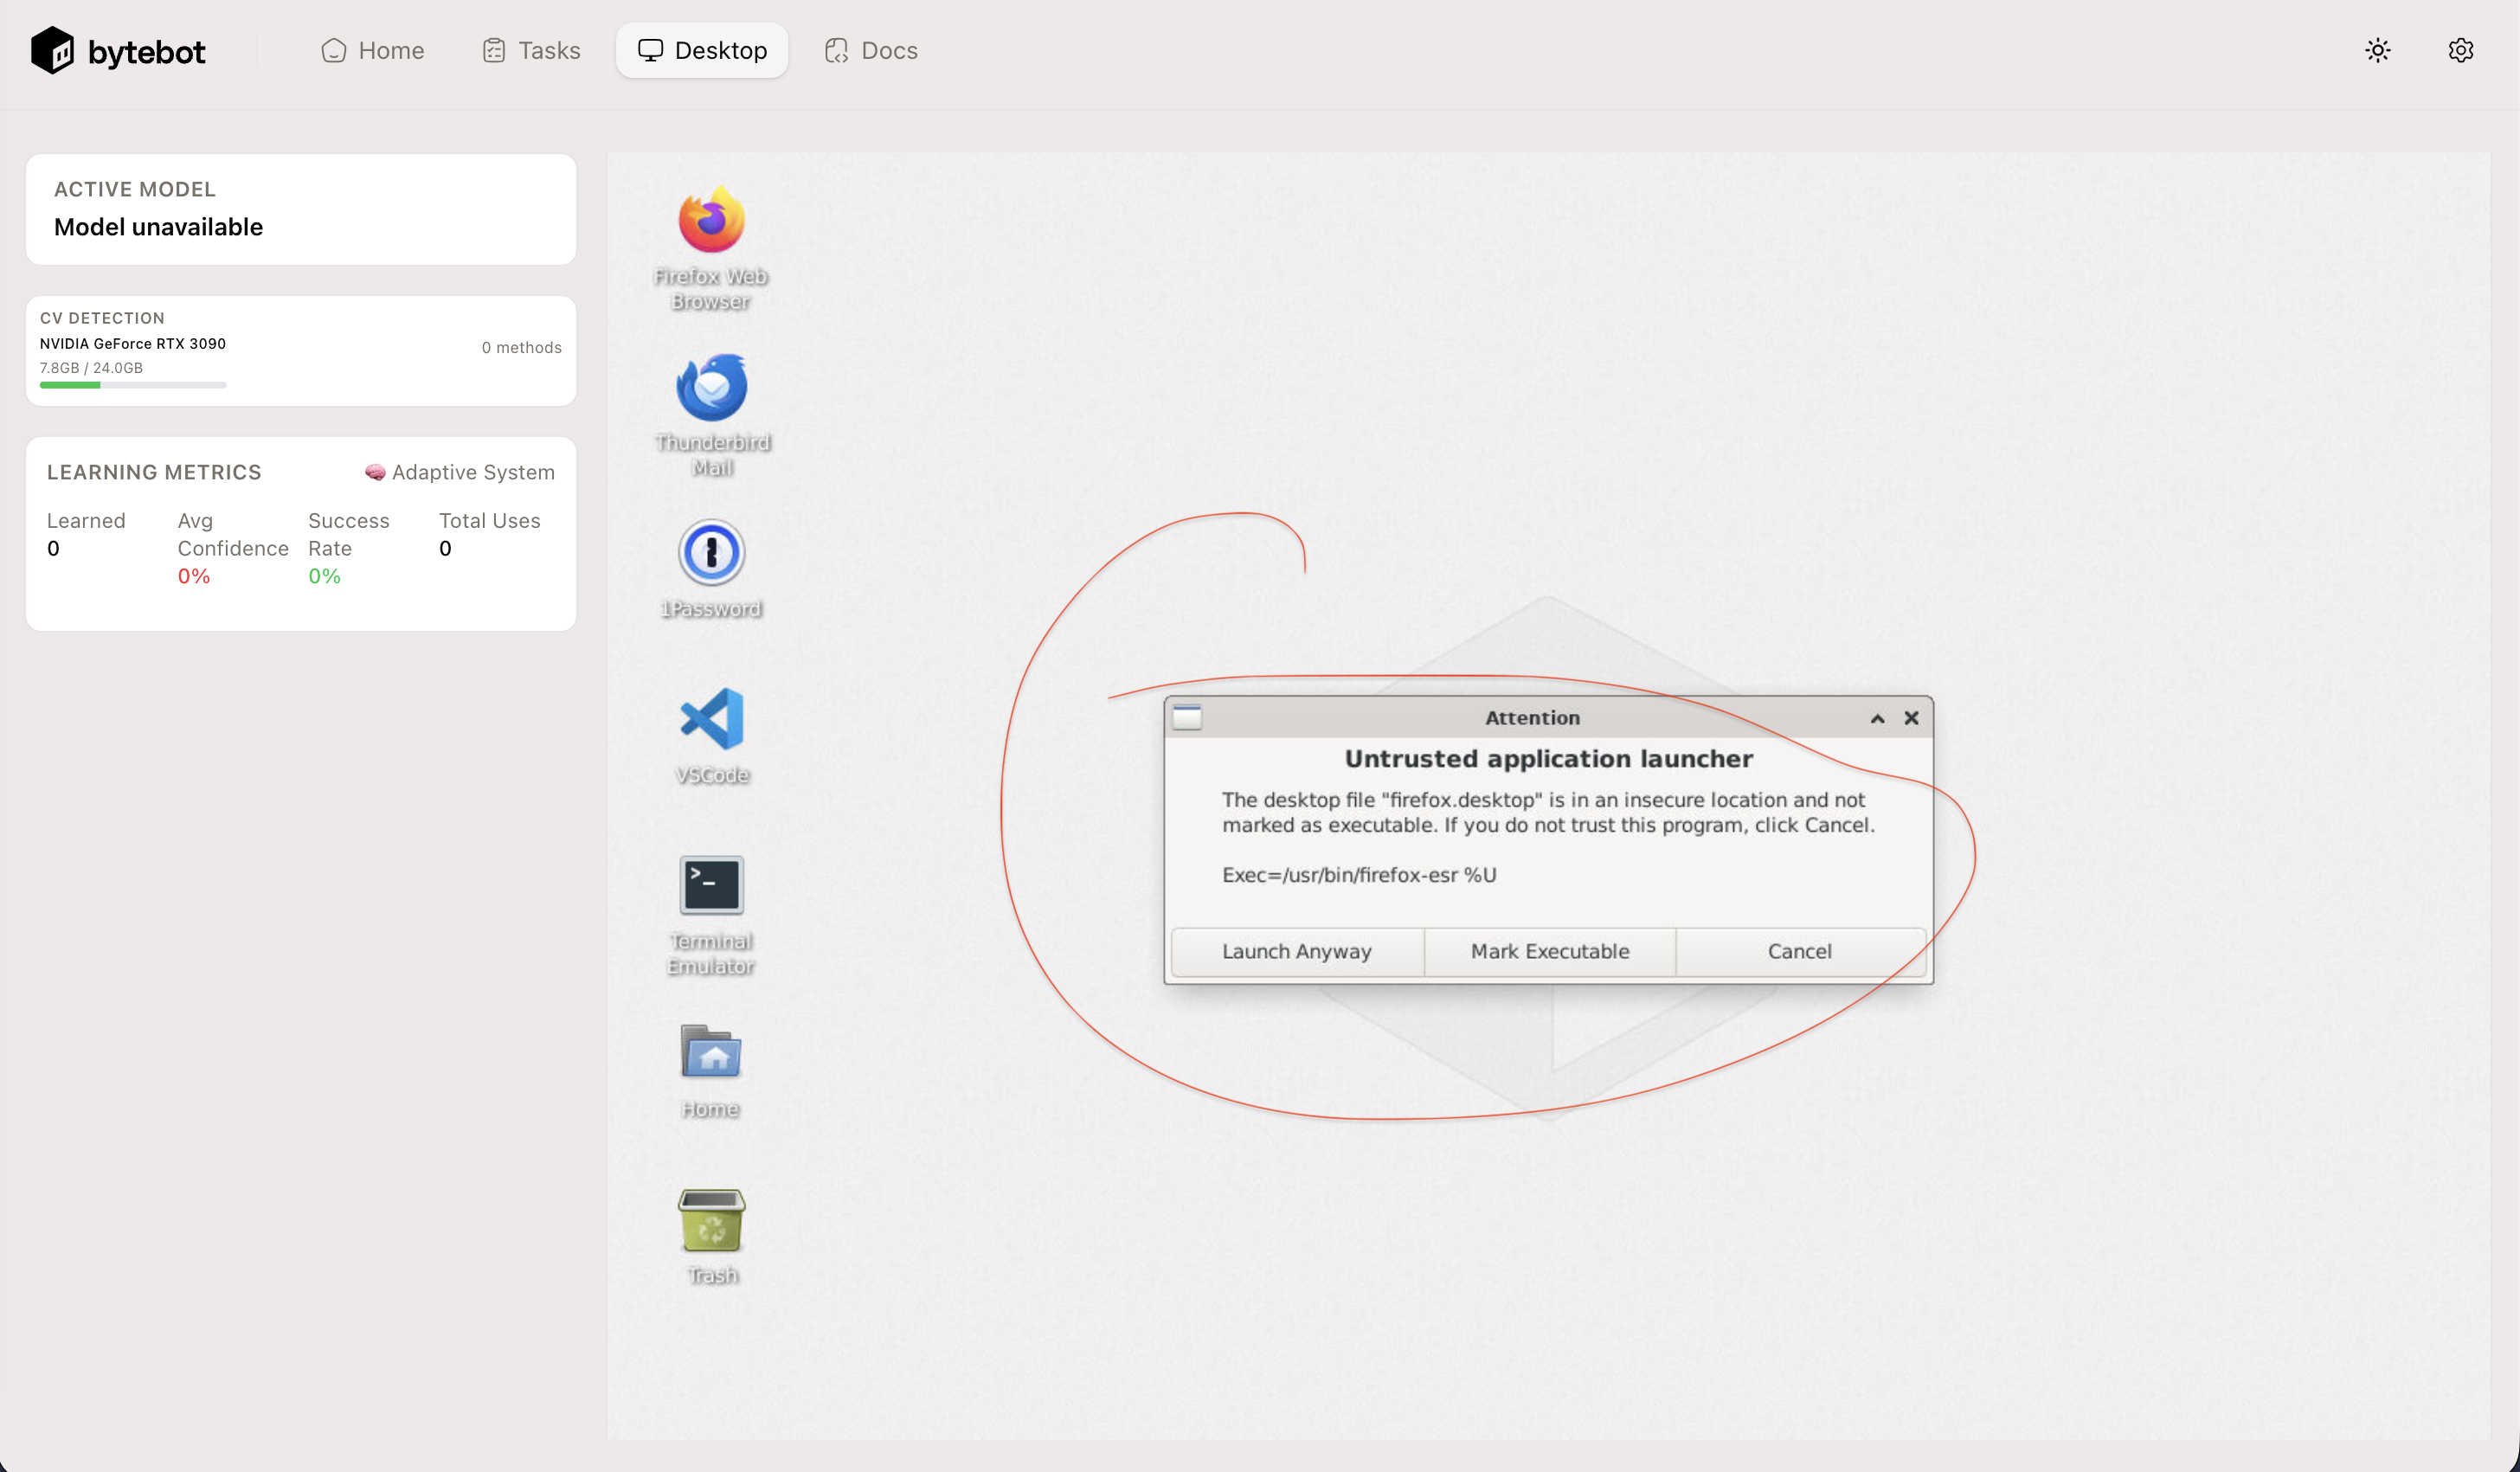 bytebot
Home
Tasks
Desktop
Docs
ACTIVE MODEL
Model unavailable
CV DETECTION
NVIDIA GeForce RTX 3090
7.8GB / 24.0GB
0 methods
LEARNING METRICS
🧠 Adaptive System
Learned
0
Avg
Confidence
0%
Success
Rate
0%
Total Uses
0
Firefox Web
Browser
Thunderbird
Mail
1Password
VSCode
Terminal
Emulator
Home
Trash
Attention
Untrusted application launcher
The desktop file "firefox.desktop" is in an insecure location and not
marked as executable. If you do not trust this program, click Cancel.
Exec=/usr/bin/firefox-esr %U
Launch Anyway
Mark Executable
Cancel